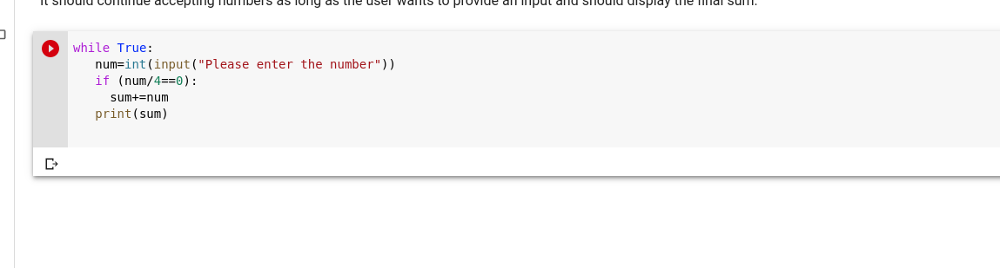 It should continue accepting numbers as long as the user wants to provide an input and should display the final sum.
while True:
   num=int(input("Please enter the number"))
   if (num/4==0):
     sum+=num
   print(sum)